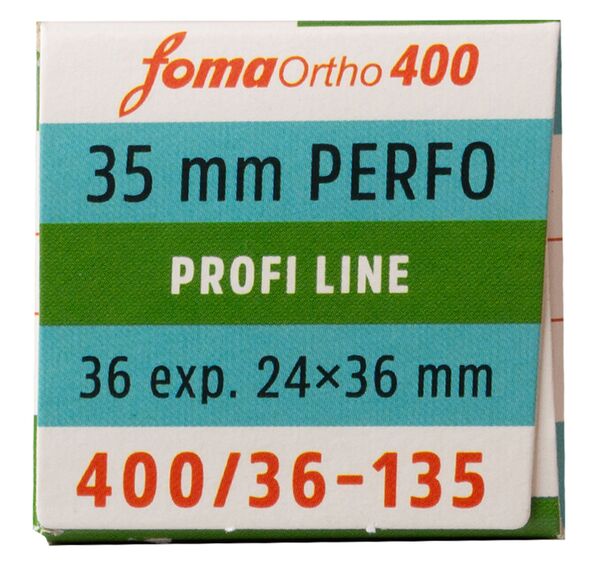 foma Ortho 400
35 mm PERFO
PROFI LINE
36 exp. 24×36 mm
400/36-135